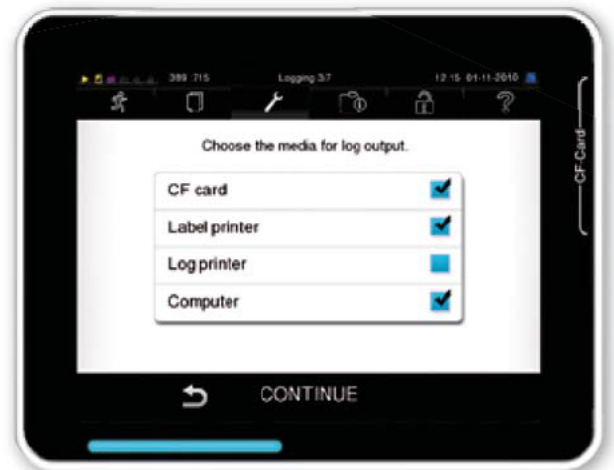 389 715 Logging 3/7 12:15 01-11-2010
Choose the media for log output.
CF card
Label printer
Log printer
Computer
CONTINUE
CF-Card